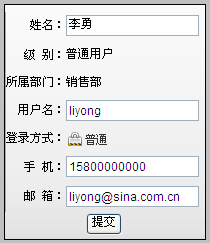 姓名：李勇
级 别：普通用户
所属部门：销售部
用户名：liyong
登录方式：普通
手 机：15800000000
邮 箱：liyong@sina.com.cn
提交